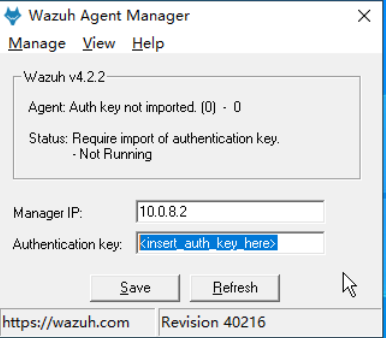 Wazuh Agent Manager
Manage View Help
Wazuh v4.2.2
Agent: Auth key not imported. (0) - 0
Status: Require import of authentication key.
- Not Running
Manager IP: 10.0.8.2
Authentication key: <insert_auth_key_here>
Save Refresh
https://wazuh.com Revision 40216